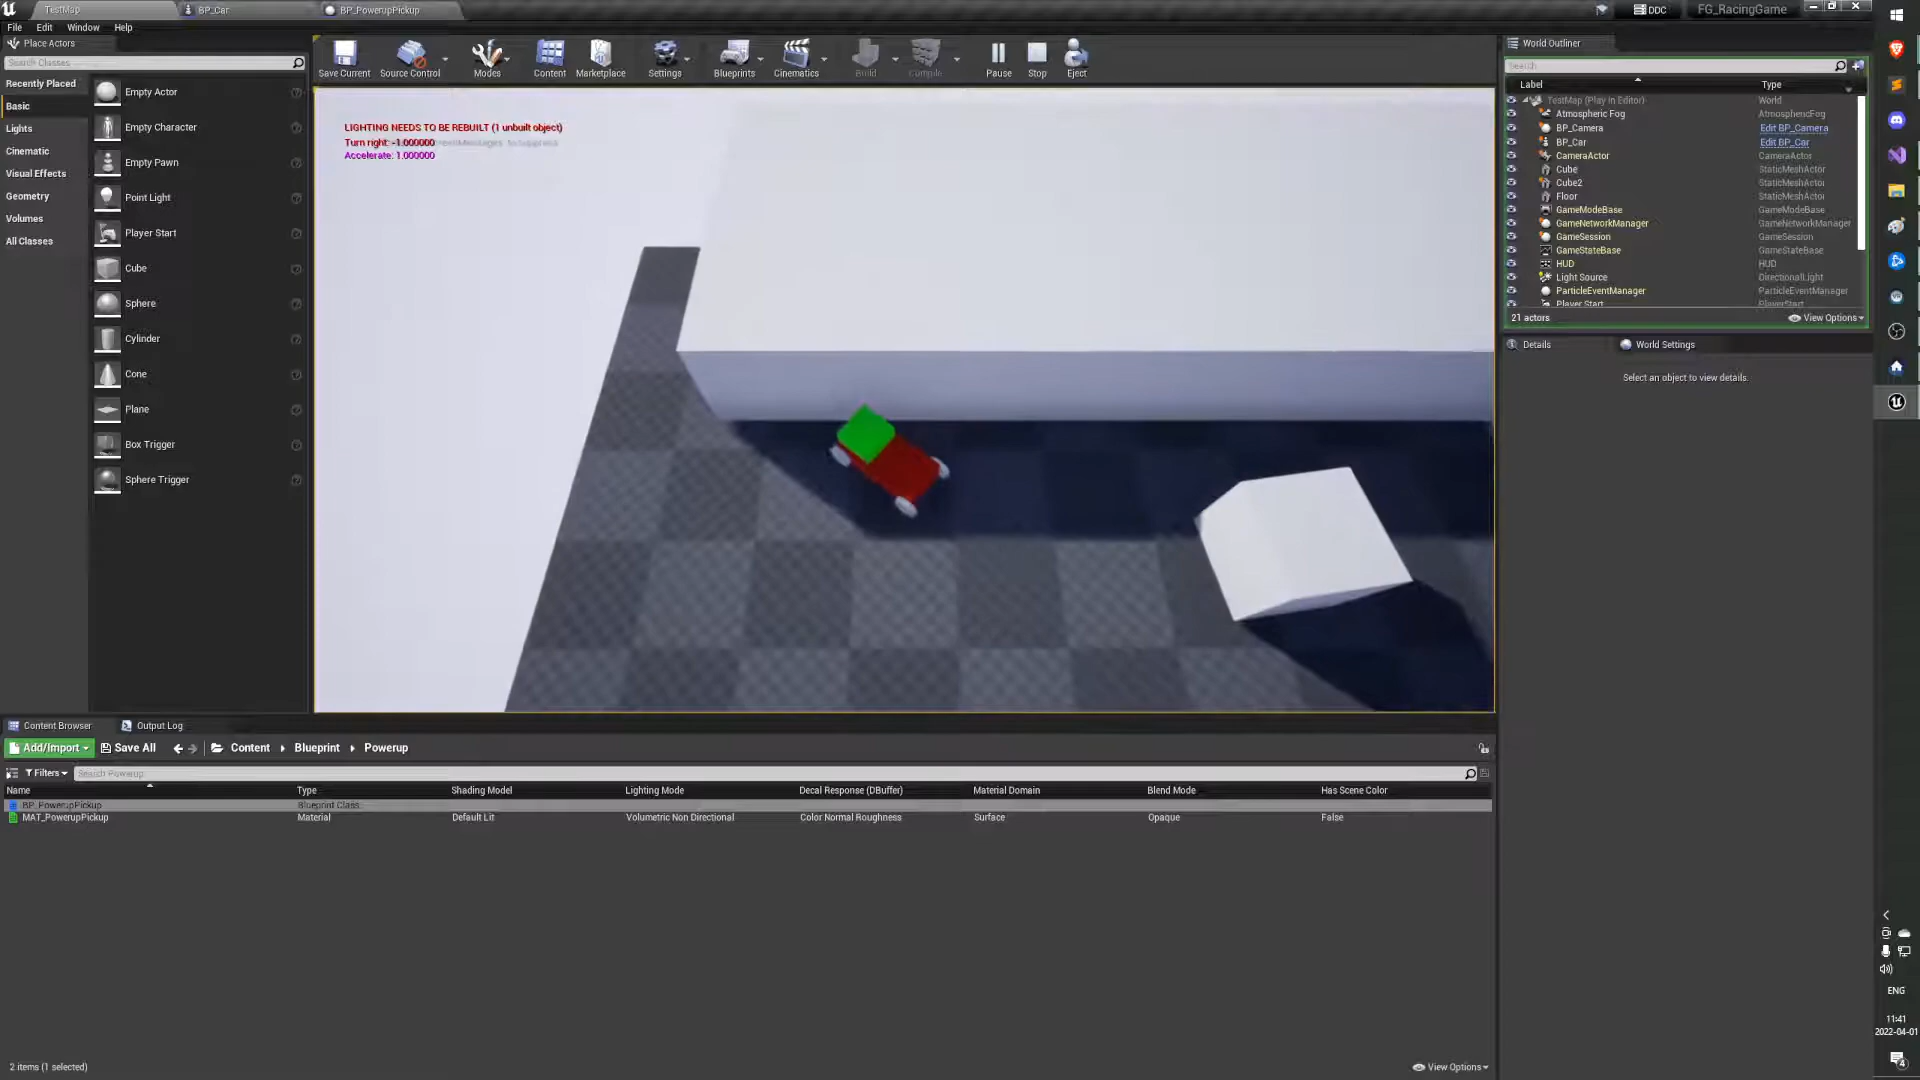 TestMap
BP_Car
BP_PowerupPickup
DDC
FG_RacingGame
File Edit Window Help
Place Actors
Search Classes
Recently Placed
Basic
Lights
Cinematic
Visual Effects
Geometry
Volumes
All Classes
Empty Actor
Empty Character
Empty Pawn
Point Light
Player Start
Cube
Sphere
Cylinder
Cone
Plane
Box Trigger
Sphere Trigger
Save Current
Source Control
Modes
Content
Marketplace
Settings
Blueprints
Cinematics
Build
Compile
Pause
Stop
Eject
LIGHTING NEEDS TO BE REBUILT (1 unbuilt object)
Turn right: -1.000000
Accelerate: 1.000000
World Outliner
Search
Label Type
TestMap (Play In Editor) World
Atmospheric Fog AtmosphericFog
BP_Camera Edit BP_Camera
BP_Car Edit BP_Car
CameraActor CameraActor
Cube StaticMeshActor
Cube2 StaticMeshActor
Floor StaticMeshActor
GameModeBase GameModeBase
GameNetworkManager GameNetworkManager
GameSession GameSession
GameStateBase GameStateBase
HUD HUD
Light Source DirectionalLight
ParticleEventManager ParticleEventManager
Player Start PlayerStart
21 actors View Options
Details World Settings
Select an object to view details.
Content Browser Output Log
Add/Import Save All Content Blueprint Powerup
Filters Search Powerup
Name Type Shading Model Lighting Mode Decal Response (DBuffer) Material Domain Blend Mode Has Scene Color
BP_PowerupPickup Blueprint Class
MAT_PowerupPickup Material Default Lit Volumetric Non Directional Color Normal Roughness Surface Opaque False
2 items (1 selected) View Options
ENG
11:41
2022-04-01
4